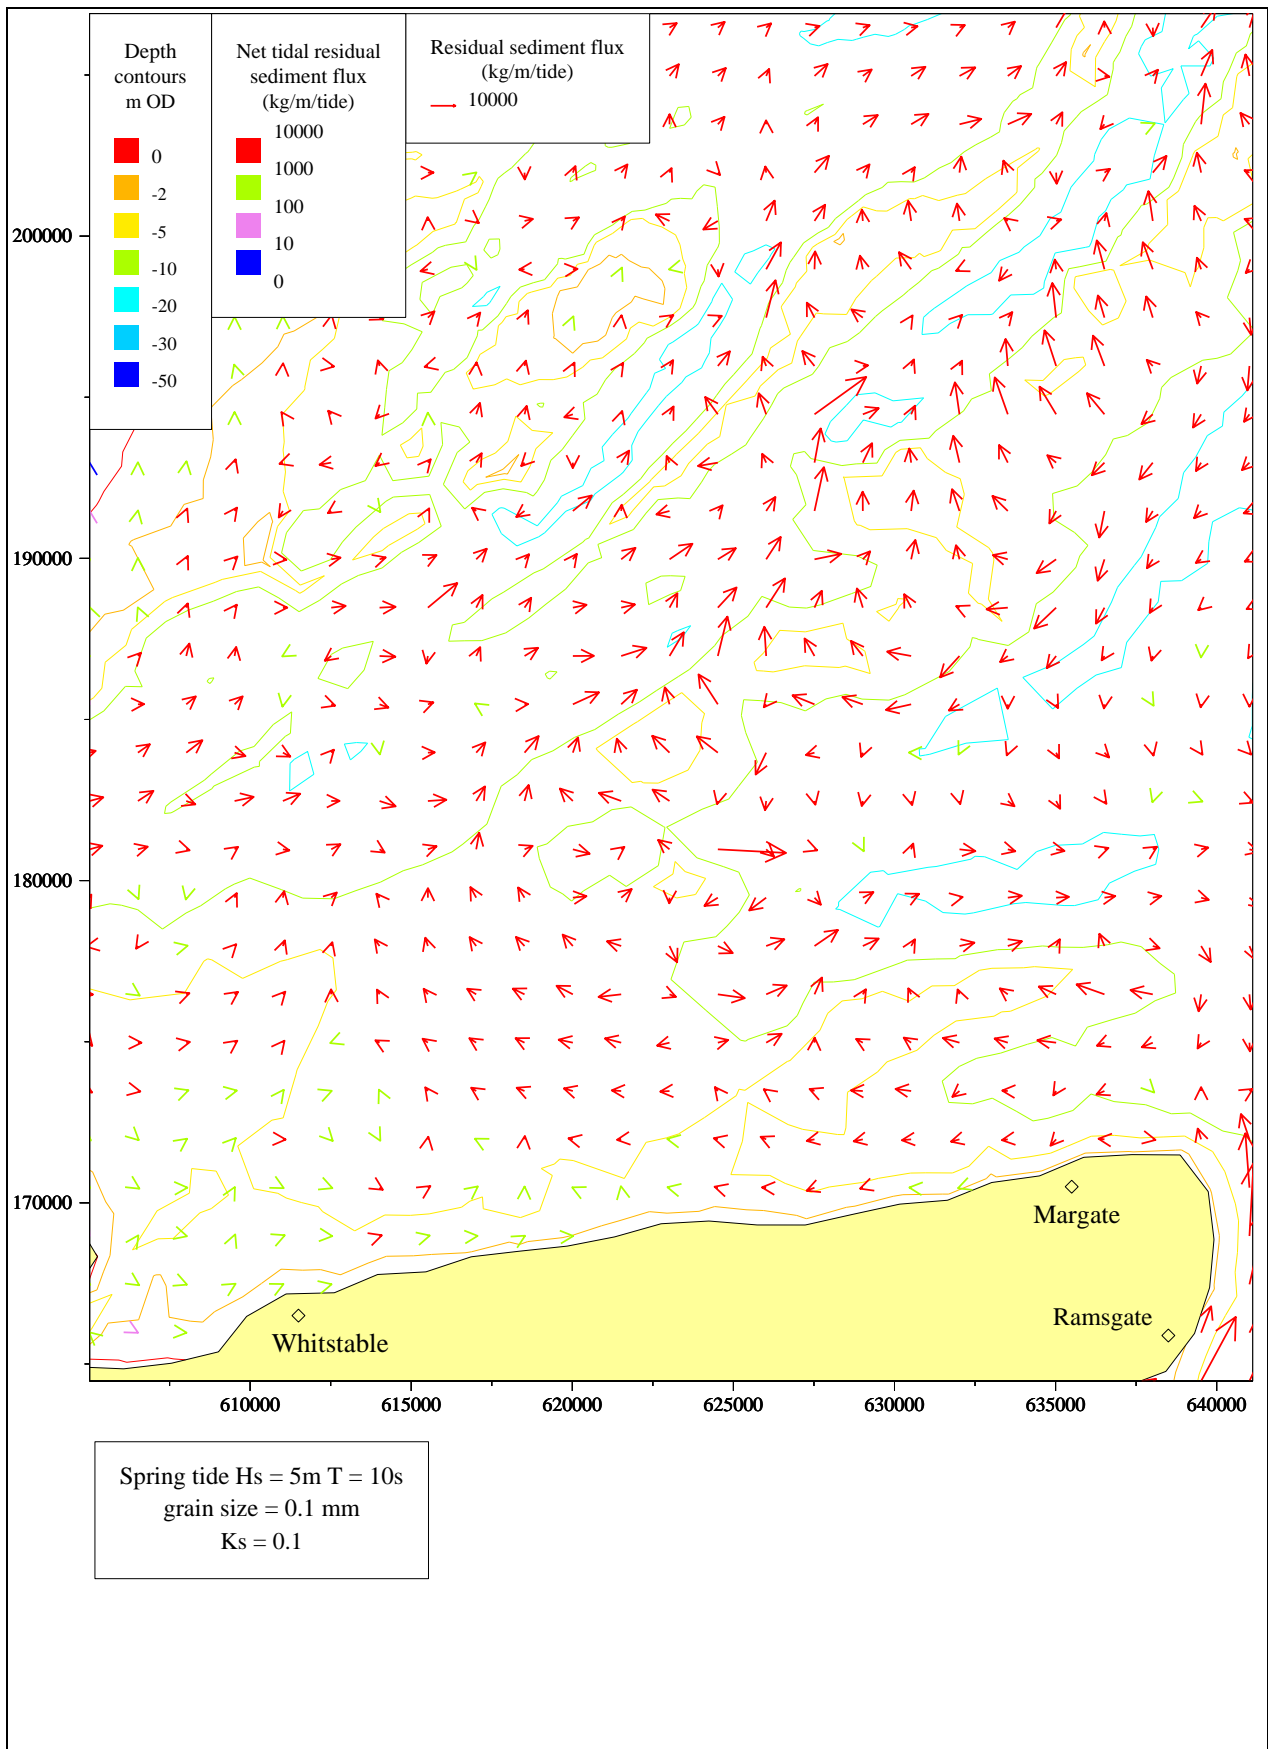 Depth
contours
m OD
0
-2
-5
-10
-20
-30
-50
Net tidal residual
sediment flux
(kg/m/tide)
10000
1000
100
10
0
Residual sediment flux
(kg/m/tide)
10000
200000
190000
180000
170000
Margate
Ramsgate
Whitstable
610000
615000
620000
625000
630000
635000
640000
Spring tide Hs = 5m T = 10s
grain size = 0.1 mm
Ks = 0.1